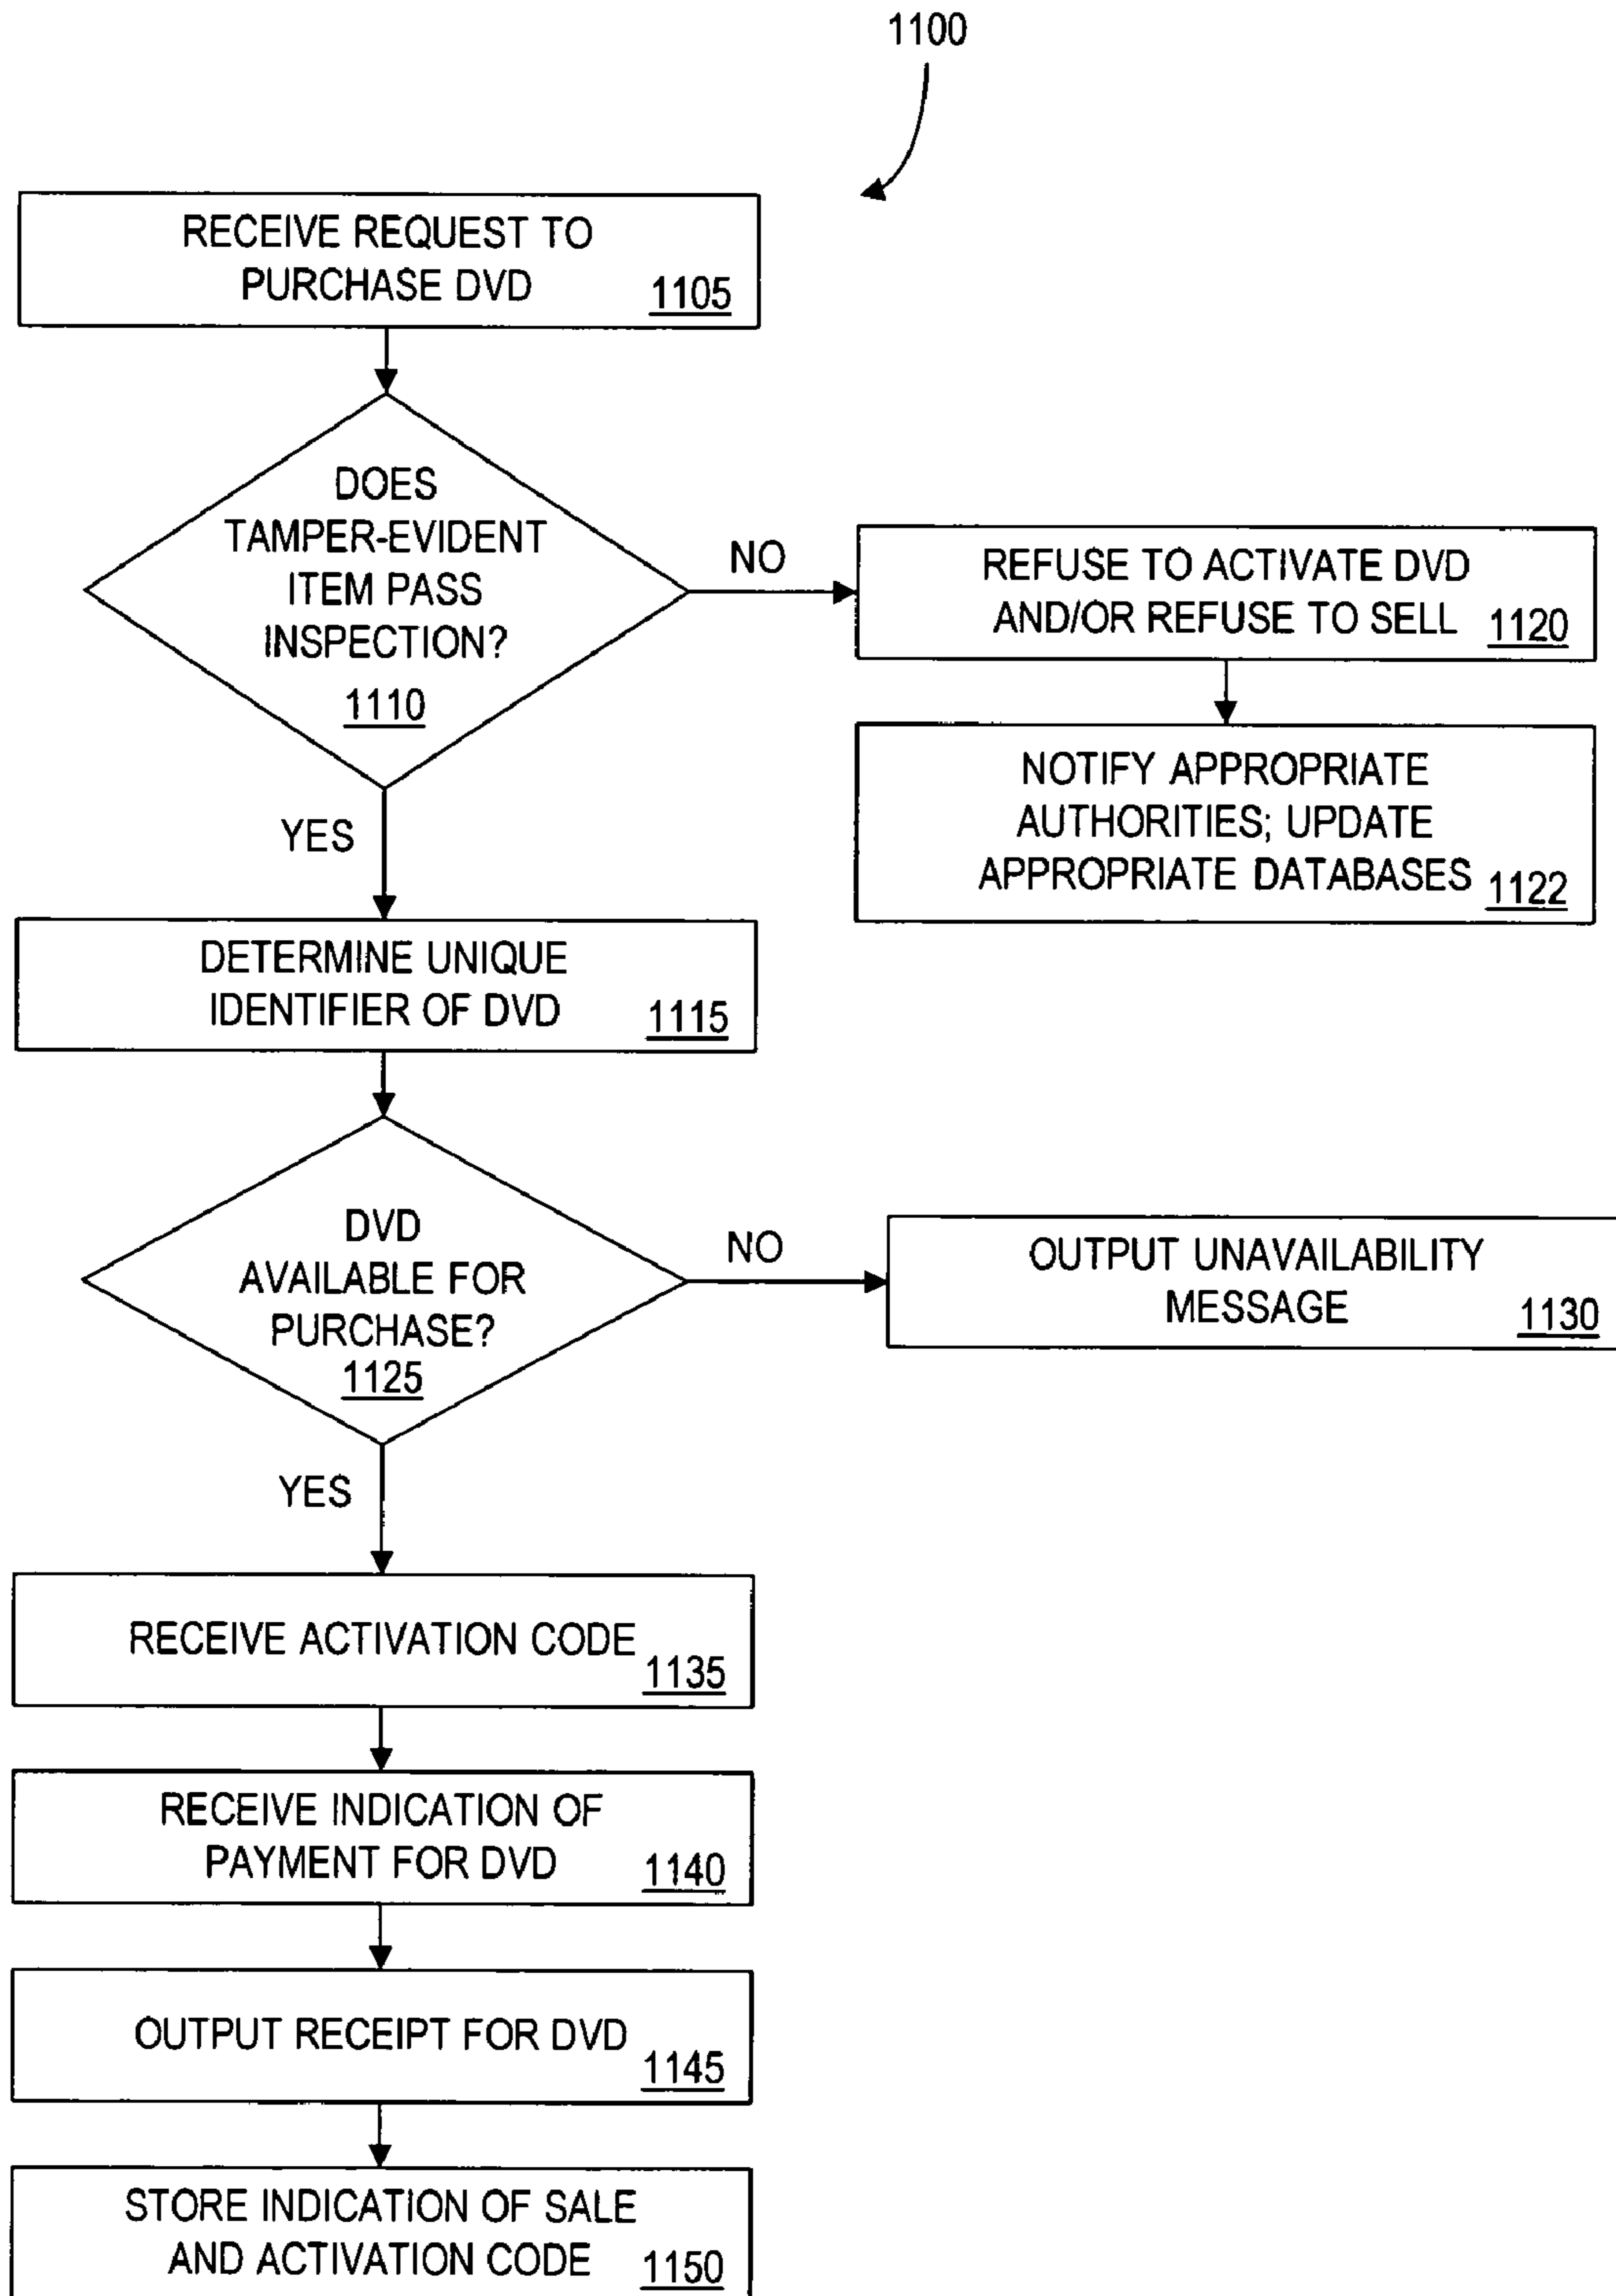 1100
RECEIVE REQUEST TO
PURCHASE DVD 1105
DOES
TAMPER-EVIDENT
ITEM PASS
INSPECTION?
1110
NO
REFUSE TO ACTIVATE DVD
AND/OR REFUSE TO SELL 1120
NOTIFY APPROPRIATE
AUTHORITIES; UPDATE
APPROPRIATE DATABASES 1122
YES
DETERMINE UNIQUE
IDENTIFIER OF DVD 1115
DVD
AVAILABLE FOR
PURCHASE?
1125
NO
OUTPUT UNAVAILABILITY
MESSAGE 1130
YES
RECEIVE ACTIVATION CODE 1135
RECEIVE INDICATION OF
PAYMENT FOR DVD 1140
OUTPUT RECEIPT FOR DVD 1145
STORE INDICATION OF SALE
AND ACTIVATION CODE 1150